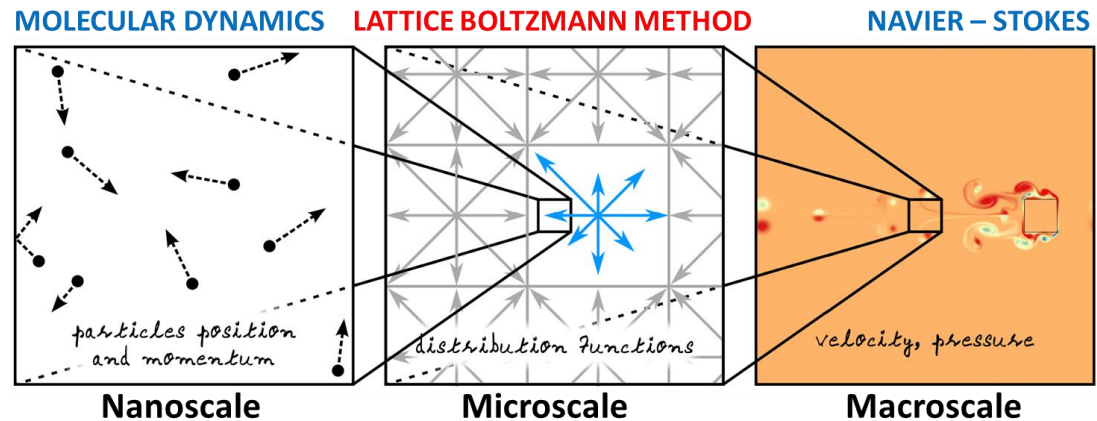 MOLECULAR DYNAMICS
LATTICE BOLTZMANN METHOD
NAVIER – STOKES
particles position
and momentum
distribution Functions
velocity, pressure
Nanoscale
Microscale
Macroscale